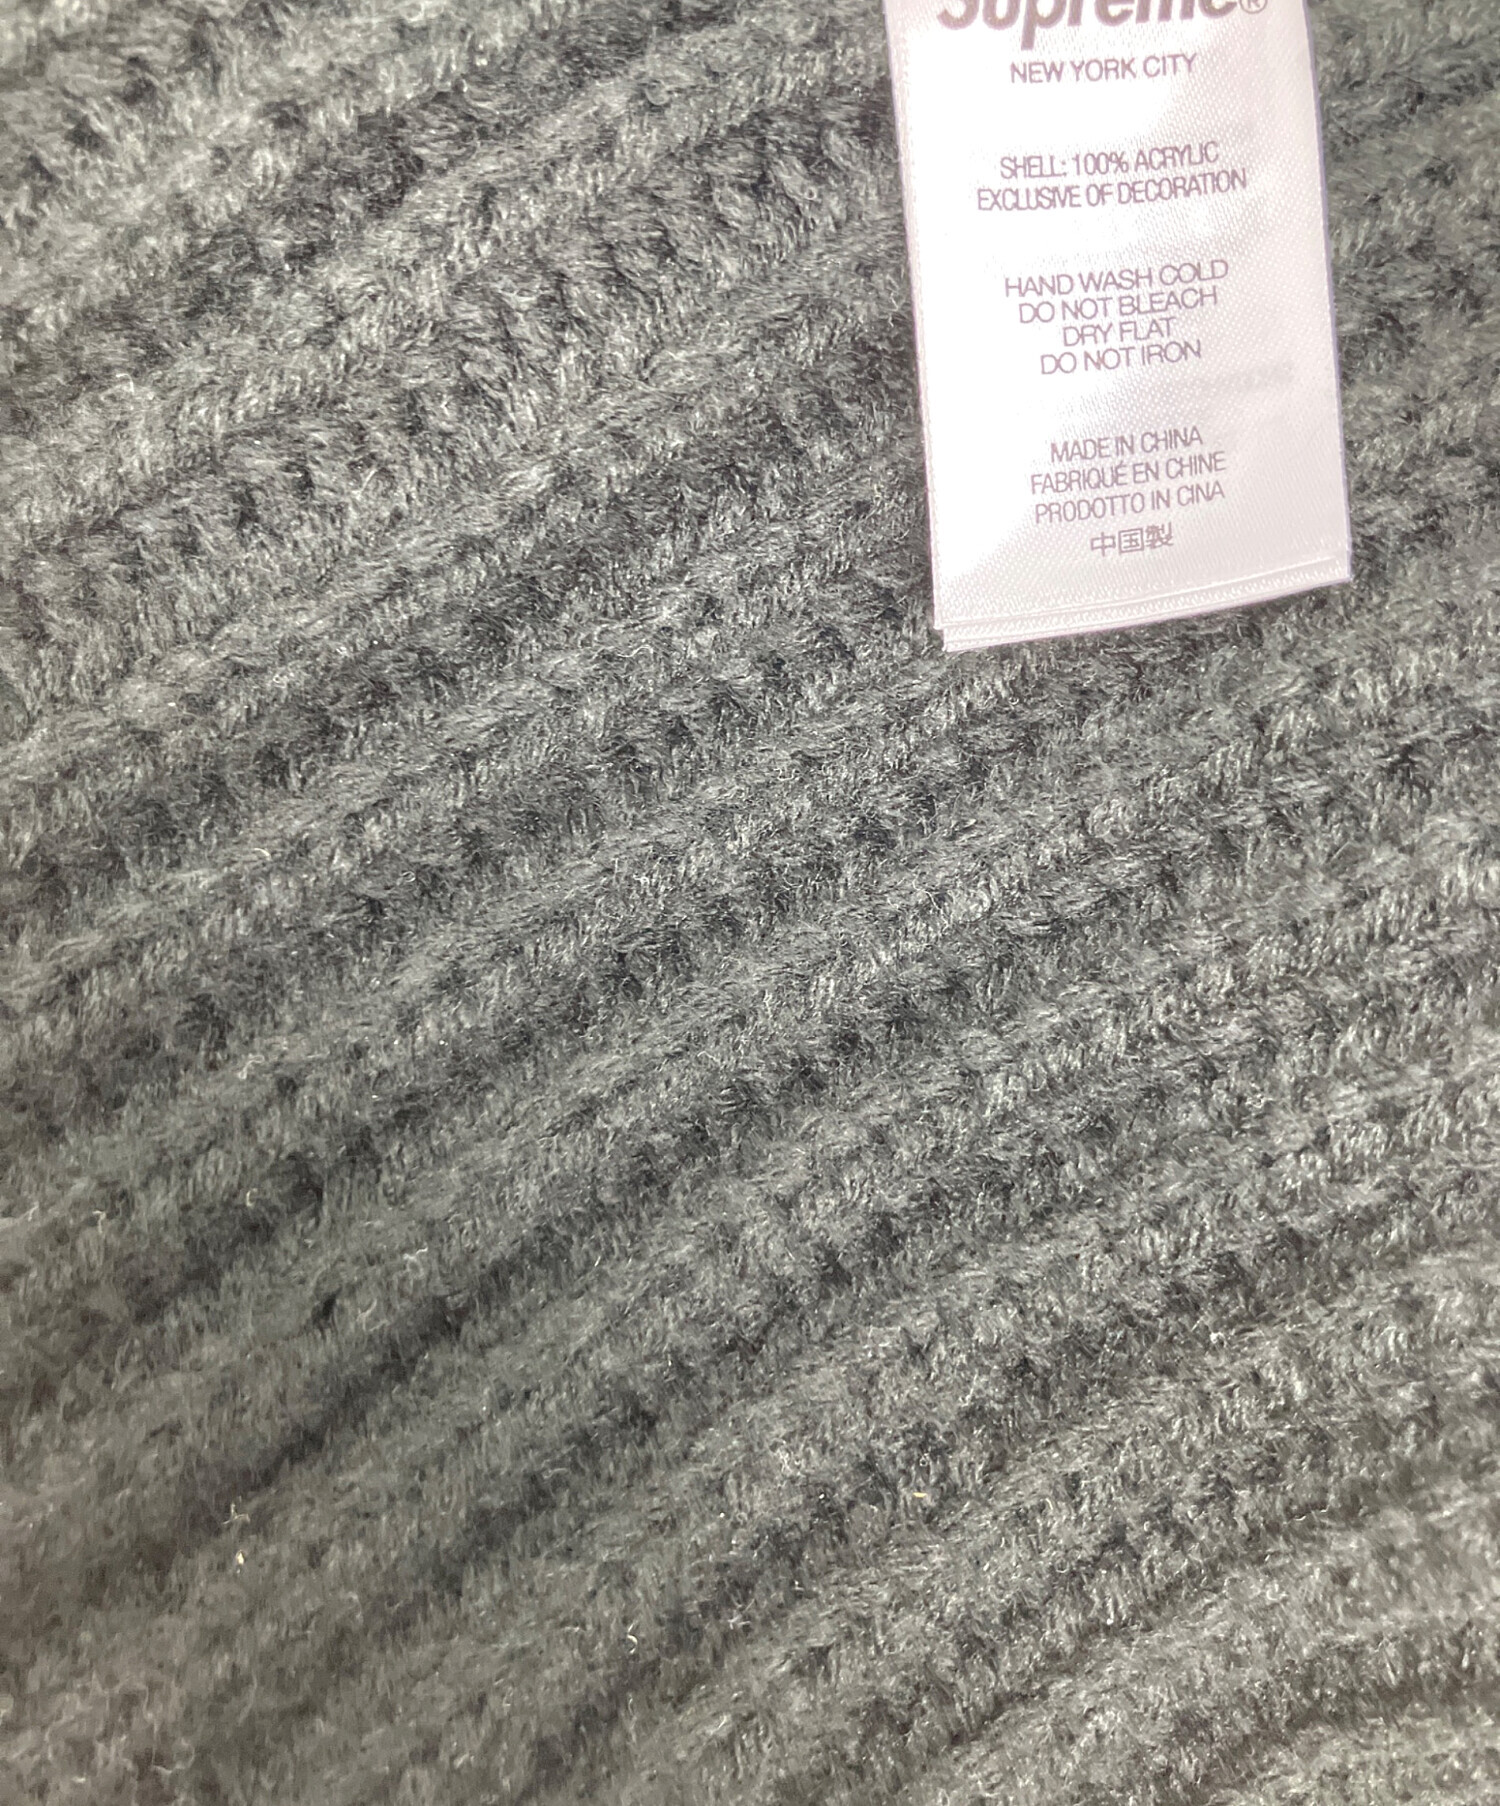 Supreme®
NEW YORK CITY
SHELL: 100% ACRYLIC
EXCLUSIVE OF DECORATION
HAND WASH COLD
DO NOT BLEACH
DRY FLAT
DO NOT IRON
MADE IN CHINA
FABRIQUÉ EN CHINE
PRODOTTO IN CINA
中国製